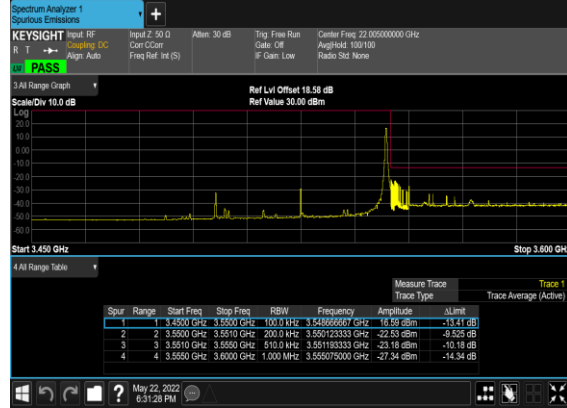 Spectrum Analyzer 1
Spurious Emissions
+
KEYSIGHT Input: RF Input Z: 50 Ω Atten: 30 dB Trig: Free Run Center Freq: 22.005000000 GHz
R T Coupling: DC Corr CCorr Gate: Off Avg|Hold: 100/100
Align: Auto Freq Ref: Int (S) IF Gain: Low Radio Std: None
LW PASS
3 All Range Graph
Ref Lvl Offset 18.58 dB
Scale/Div 10.0 dB Ref Value 30.00 dBm
Log
20.0
10.0
0.00
-10.0
-20.0
-30.0
-40.0
-50.0
-60.0
Start 3.450 GHz Stop 3.600 GH
4 All Range Table
Measure Trace Trace 1
Trace Type Trace Average (Active)
Spur Range Start Freq Stop Freq RBW Frequency Amplitude ΔLimit
1 1 3.4500 GHz 3.5500 GHz 100.0 kHz 3.548666667 GHz 16.59 dBm -13.41 dB
2 2 3.5500 GHz 3.5510 GHz 200.0 kHz 3.550123333 GHz -22.53 dBm -9.525 dB
3 3 3.5510 GHz 3.5550 GHz 510.0 kHz 3.551193333 GHz -23.18 dBm -10.18 dB
4 4 3.5550 GHz 3.6000 GHz 1.000 MHz 3.555075000 GHz -27.34 dBm -14.34 dB
? May 22, 2022
6:31:28 PM